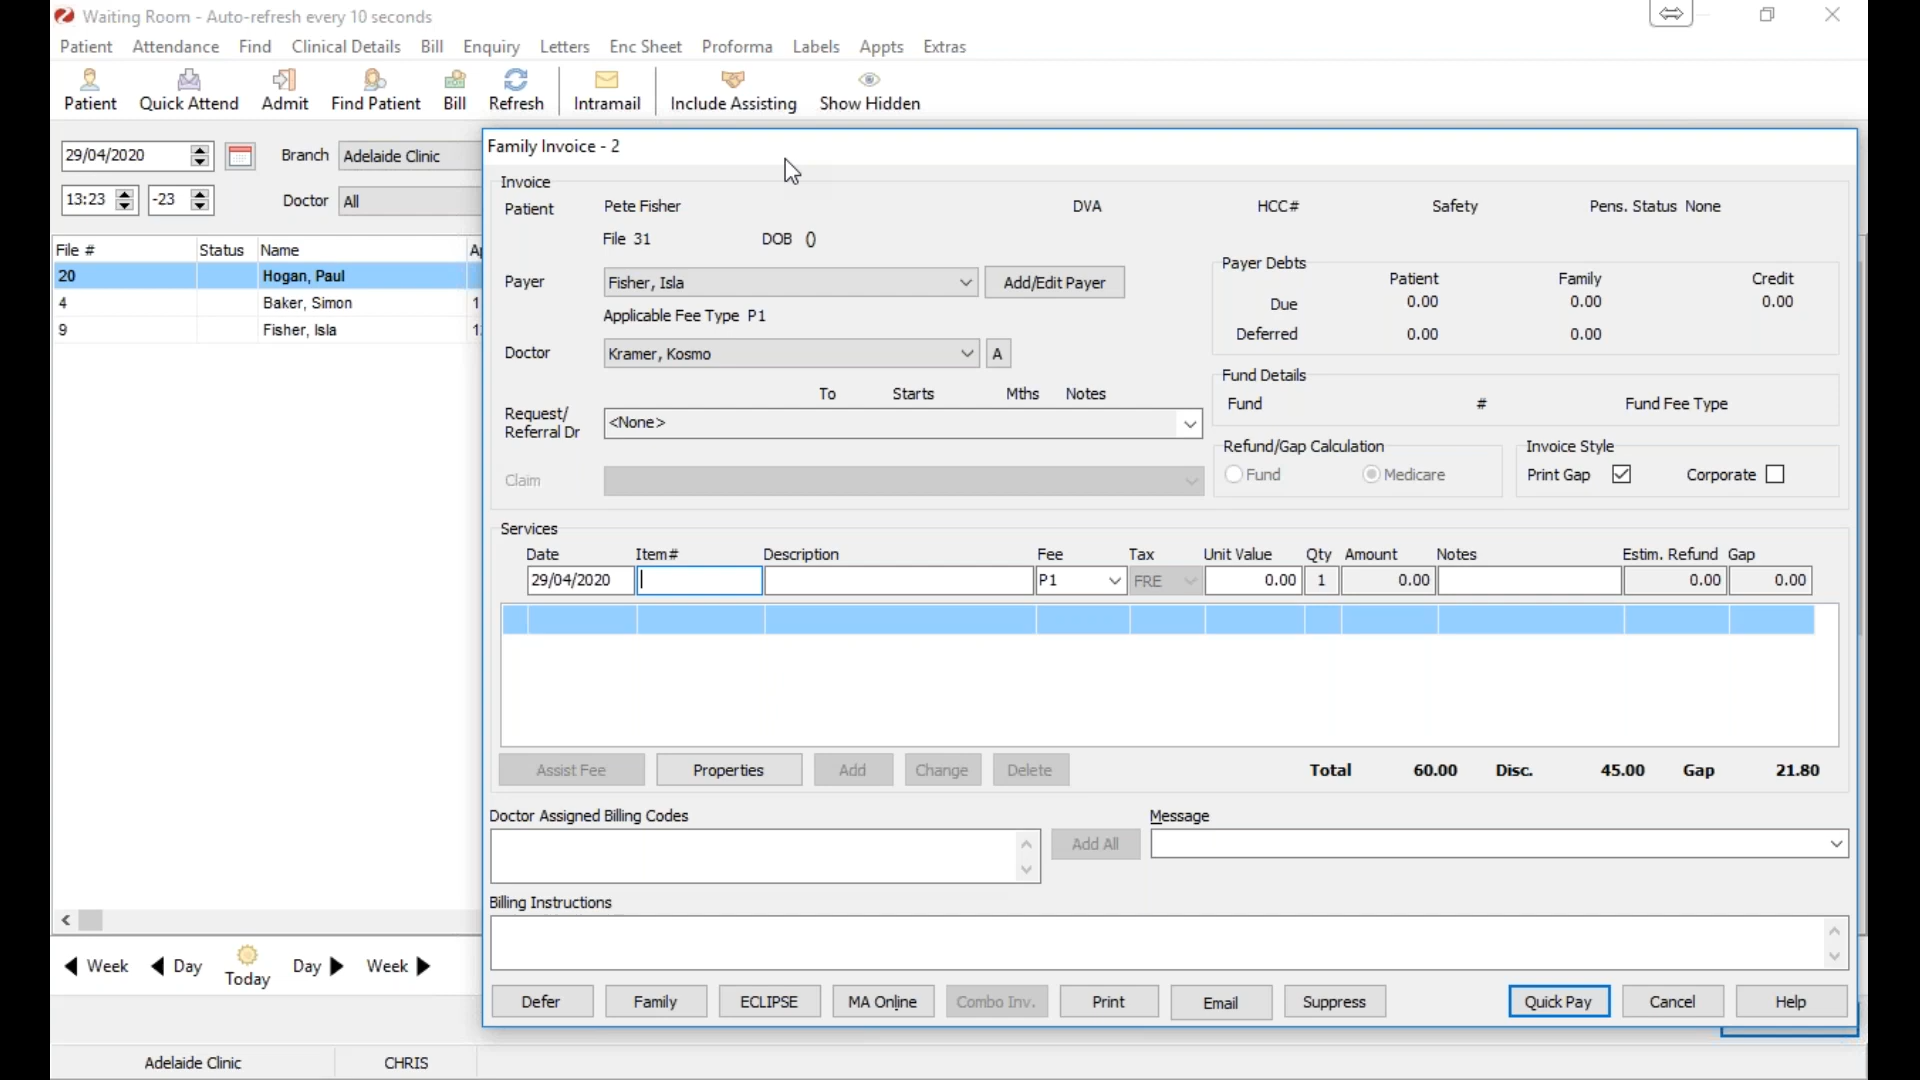 Waiting Room - Auto-refresh every 10 seconds
Patient Attendance Find Clinical Details Bill Enquiry Letters Enc Sheet Proforma Labels Appts Extras
Patient Quick Attend Admit Find Patient Bill Refresh Intramail Include Assisting Show Hidden
29/04/2020 Branch Adelaide Clinic
13:23 -23 Doctor All
File # Status Name
20 Hogan, Paul
4 Baker, Simon 1
9 Fisher, Isla
Week Day Today Day Week
Family Invoice - 2
Invoice
Patient Pete Fisher DVA HCC# Safety Pens. Status None
File 31 DOB ()
Payer Fisher, Isla Add/Edit Payer
Applicable Fee Type P1
Payer Debts
Patient Family Credit
Due 0.00 0.00 0.00
Deferred 0.00 0.00
Doctor Kramer, Kosmo A
To Starts Mths Notes
Request/
Referral Dr <None>
Fund Details
Fund # Fund Fee Type
Refund/Gap Calculation
Fund Medicare
Invoice Style
Print Gap Corporate
Claim
Services
Date Item# Description Fee Tax Unit Value Qty Amount Notes Estim. Refund Gap
29/04/2020 P1 FRE 0.00 1 0.00 0.00 0.00
Assist Fee Properties Add Change Delete Total 60.00 Disc. 45.00 Gap 21.80
Doctor Assigned Billing Codes
Add All
Message
Billing Instructions
Defer Family ECLIPSE MA Online Combo Inv. Print Email Suppress Quick Pay Cancel Help
Adelaide Clinic CHRIS